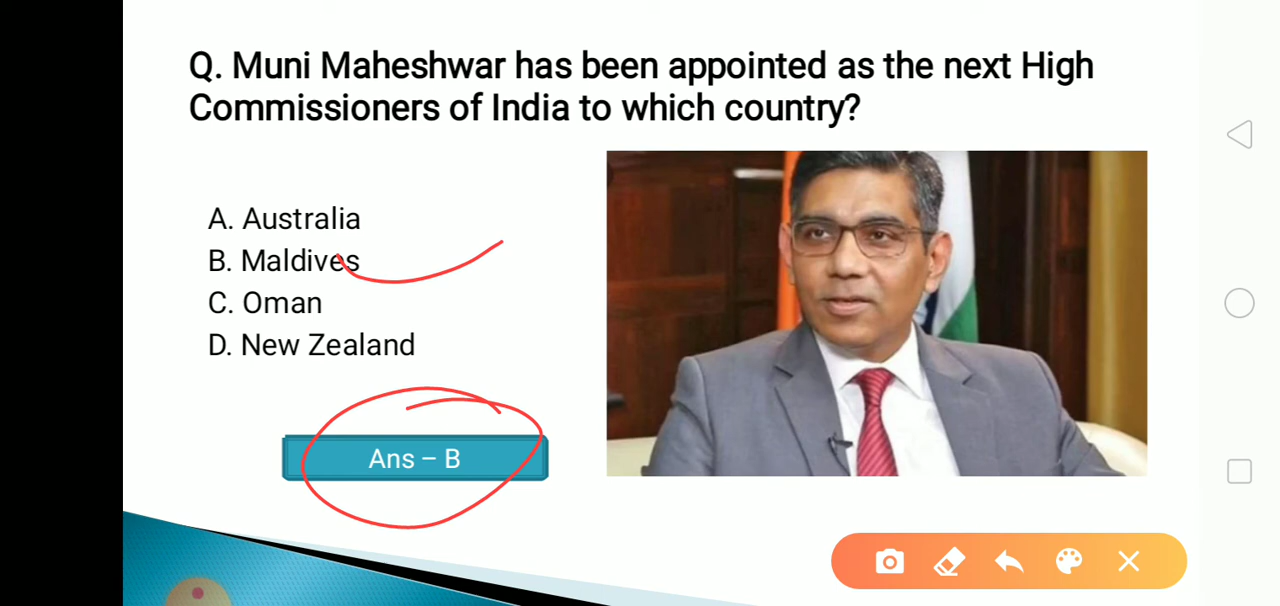 Q. Muni Maheshwar has been appointed as the next High
Commissioners of India to which country?
A. Australia
B. Maldives
C. Oman
D. New Zealand
Ans – B